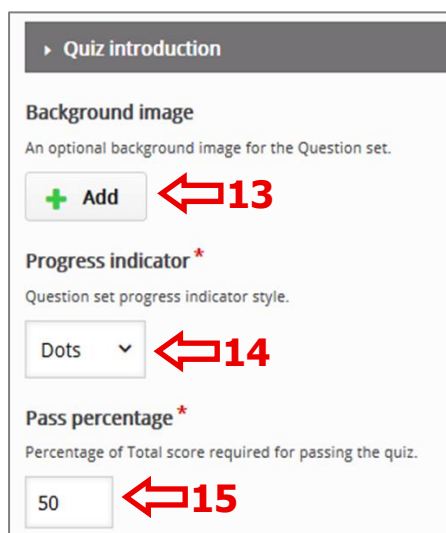 Quiz introduction
Background image
An optional background image for the Question set.
Add 13
Progress indicator *
Question set progress indicator style.
Dots 14
Pass percentage *
Percentage of Total score required for passing the quiz.
50 15